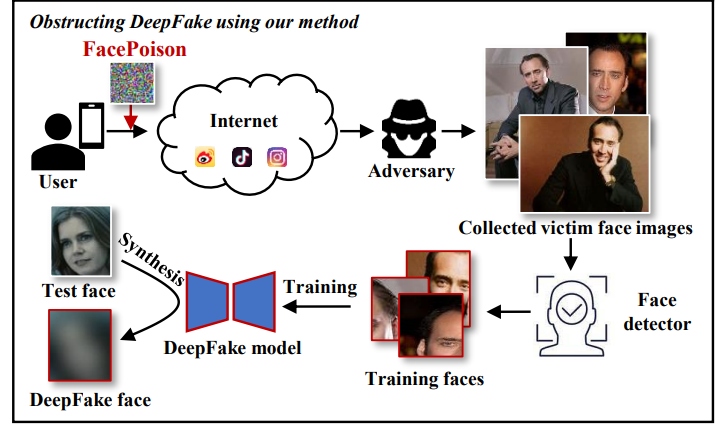 Obstructing DeepFake using our method
FacePoison
Internet
User
Adversary
Collected victim face images
Test face
Synthesis
Training
Face
detector
DeepFake model
Training faces
DeepFake face